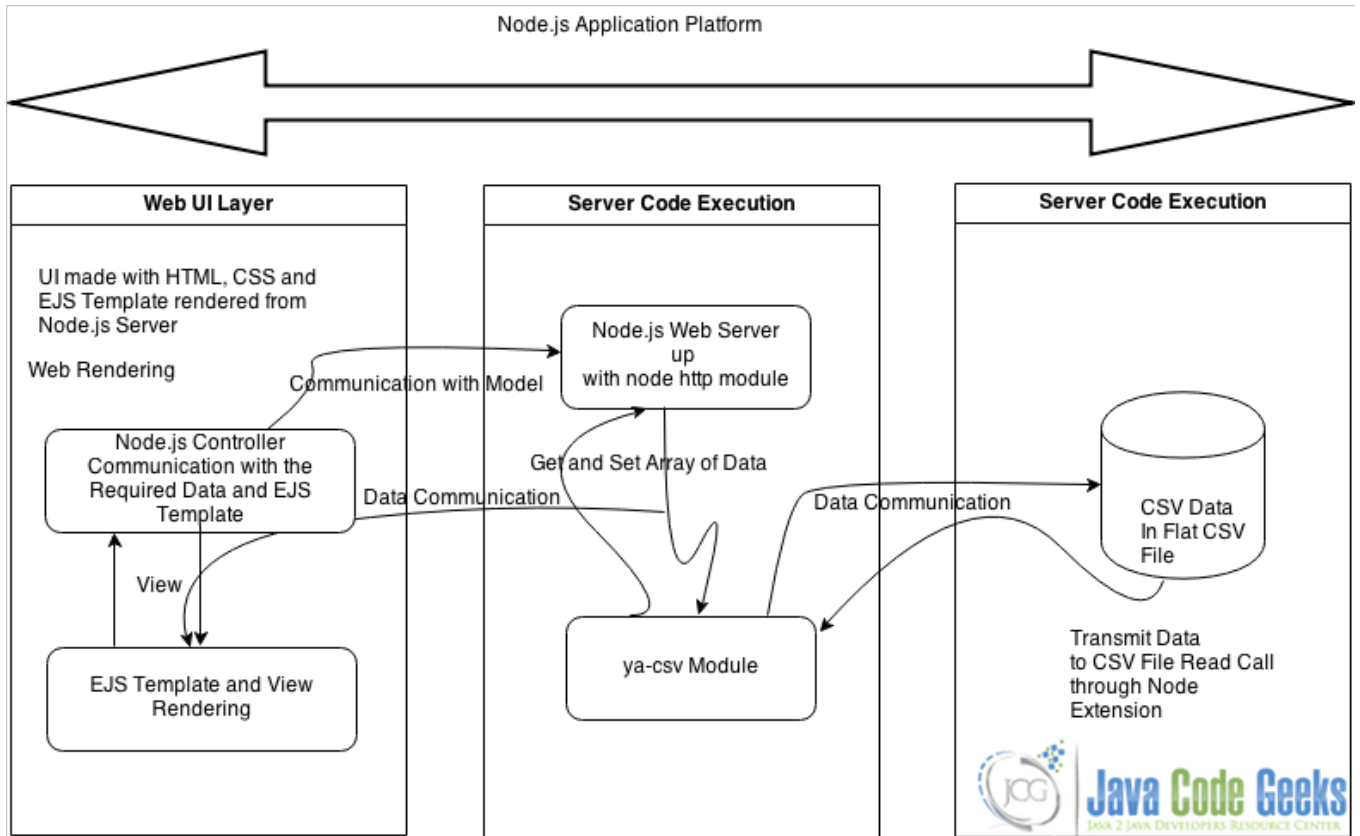 Node.js Application Platform
Web UI Layer
UI made with HTML, CSS and
EJS Template rendered from
Node.js Server
Web Rendering
Node.js Controller
Communication with the
Required Data and EJS
Template
View
EJS Template and View
Rendering
Communication with Model
Data Communication
Server Code Execution
Node.js Web Server
up
with node http module
Get and Set Array of Data
ya-csv Module
Data Communication
Server Code Execution
CSV Data
In Flat CSV
File
Transmit Data
to CSV File Read Call
through Node
Extension
JCG
Java Code Geeks
JAVA 2 JAVA DEVELOPERS RESOURCE CENTER